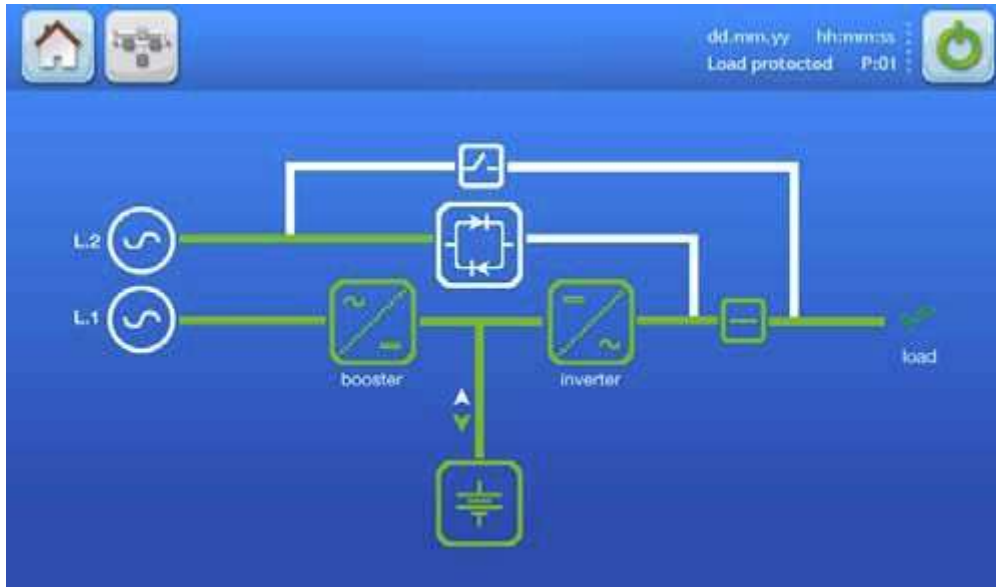 dd.mm.yy hh:mm:ss
Load protected P:01
L.2
L.1
booster
inverter
load